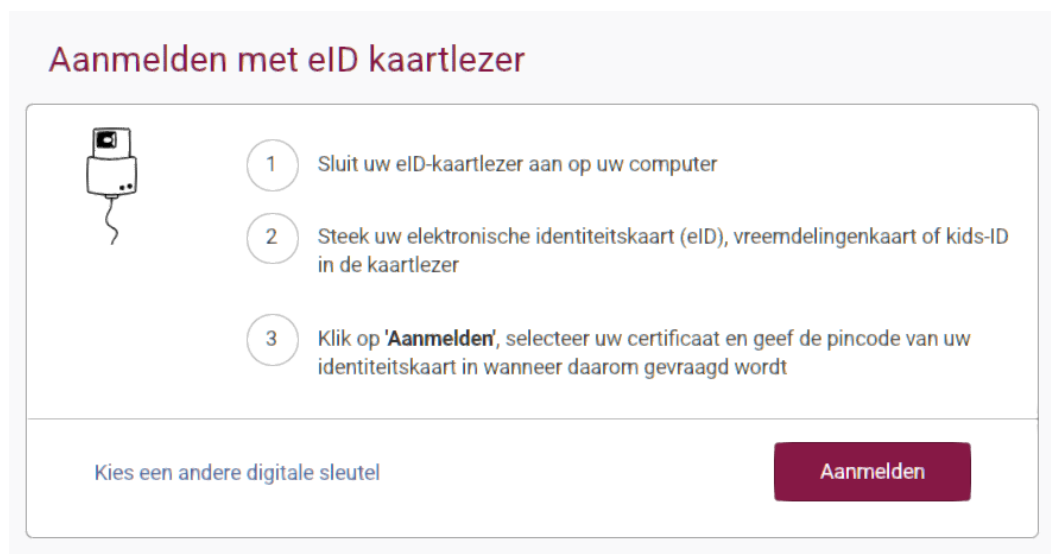 Aanmelden met eID kaartlezer
1 Sluit uw eID-kaartlezer aan op uw computer
2 Steek uw elektronische identiteitskaart (eID), vreemdelingenkaart of kids-ID
in de kaartlezer
3 Klik op 'Aanmelden', selecteer uw certificaat en geef de pincode van uw
identiteitskaart in wanneer daarom gevraagd wordt
Kies een andere digitale sleutel
Aanmelden